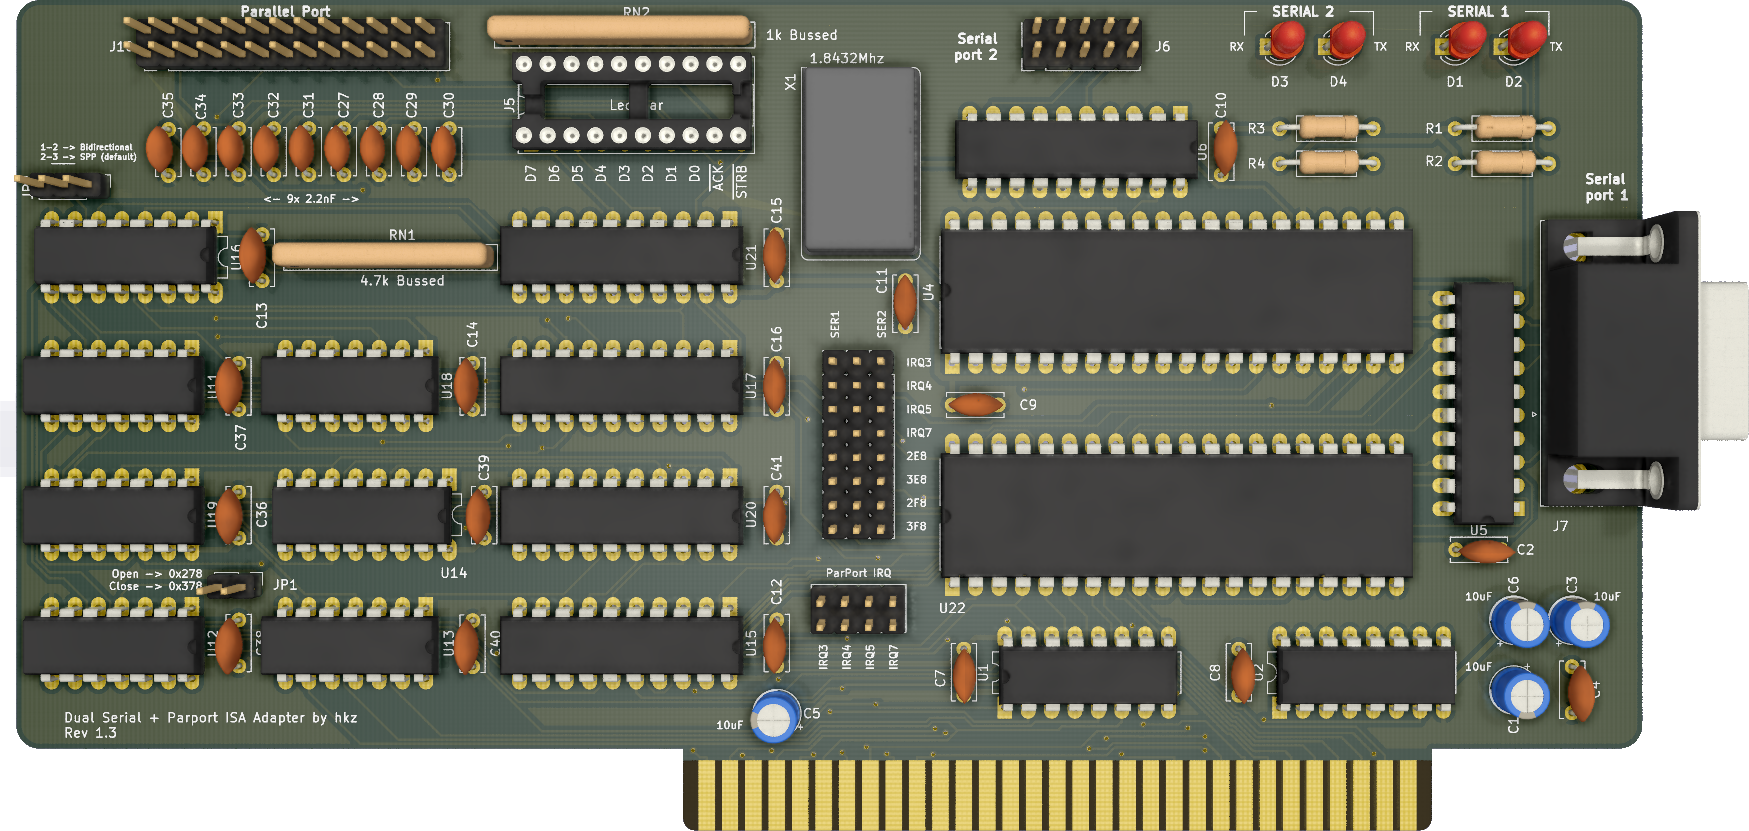 Parallel Port
RN2
1k Bussed
J5
Serial
port 2
J6
1.8432Mhz
X1
SERIAL 2
RX
TX
D3
D4
SERIAL 1
RX
TX
D1
D2
C35
C34
C33
C32
C31
C27
C28
C29
C30
<- 9x 2.2nF ->
1-2 -> Bidirectional
2-3 -> SPP (default)
D7
D6
D5
D4
D3
D2
D1
D0
ACK
STRB
C10
U6
R3
R4
R1
R2
Serial
port 1
U16
C13
RN1
4.7k Bussed
U21
C15
C11
U4
SER1
SER2
IRQ3
IRQ4
IRQ5
IRQ7
2E8
3E8
2F8
3F8
C9
U11
C37
U18
C14
U17
C16
U19
C36
C39
U14
U20
C41
U5
C2
J7
Open -> 0x278
Close -> 0x378
JP1
ParPort IRQ
IRQ3
IRQ4
IRQ5
IRQ7
U22
U12
U13
C40
U15
C12
C7
U1
C8
U2
10uF
C6
C3
10uF
10uF
C1
10uF
C5
Dual Serial + Parport ISA Adapter by hkz
Rev 1.3